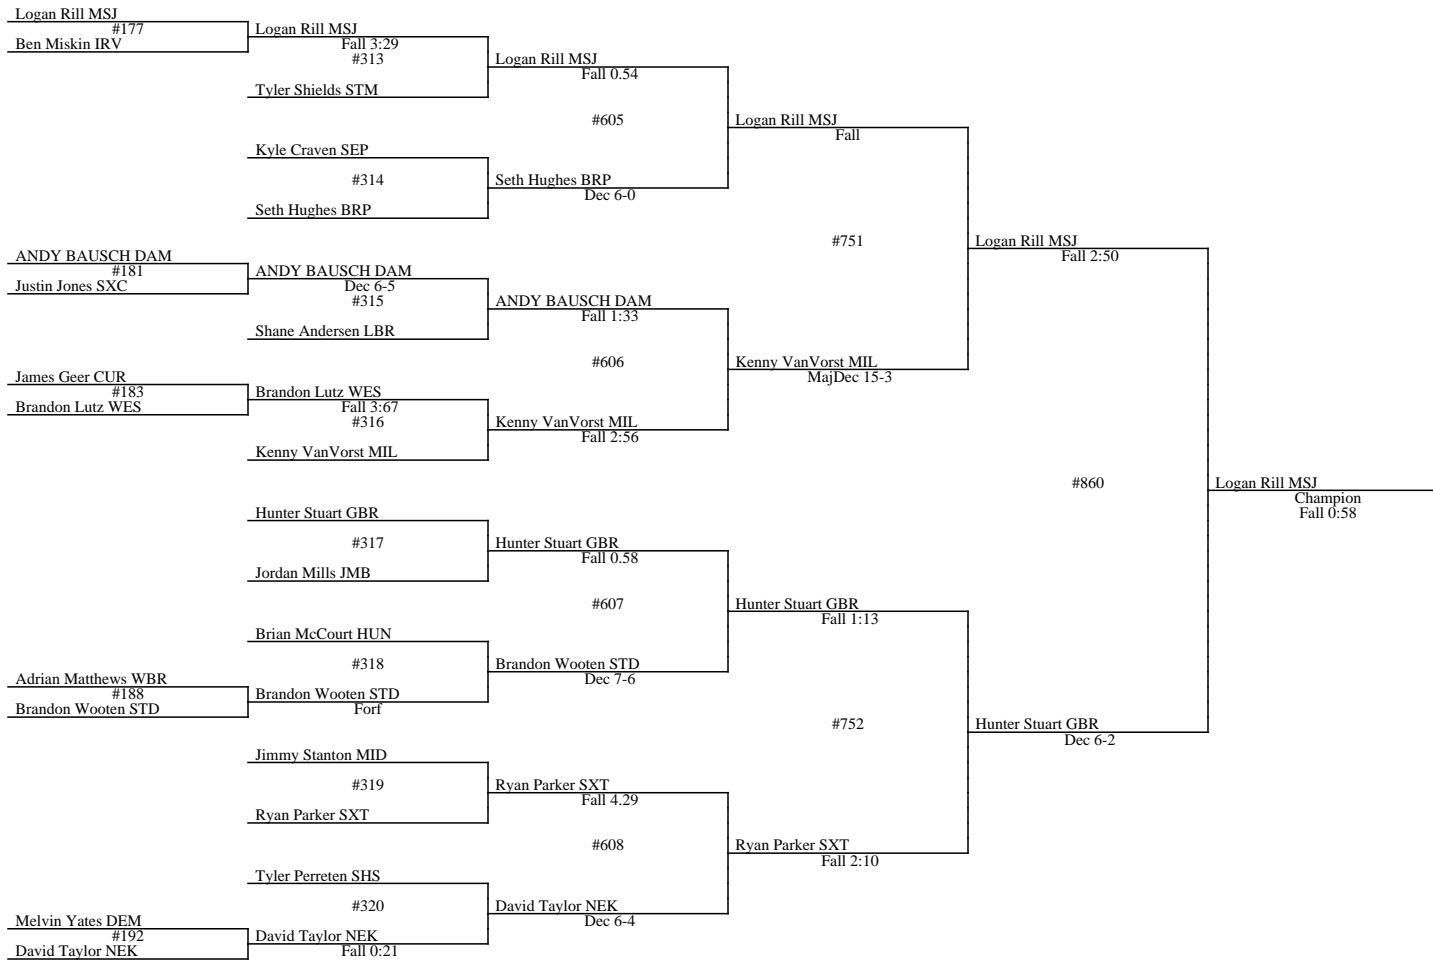 Logan Rill MSJ
#177
Ben Miskin IRV
Logan Rill MSJ
Fall 3:29
#313
Tyler Shields STM
Logan Rill MSJ
Fall 0.54
#605
Kyle Craven SEP
#314
Seth Hughes BRP
Seth Hughes BRP
Dec 6-0
Logan Rill MSJ
Fall
#751
ANDY BAUSCH DAM
#181
Justin Jones SXC
ANDY BAUSCH DAM
Dec 6-5
#315
Shane Andersen LBR
ANDY BAUSCH DAM
Fall 1:33
#606
James Geer CUR
#183
Brandon Lutz WES
Brandon Lutz WES
Fall 3:67
#316
Kenny VanVorst MIL
Kenny VanVorst MIL
Fall 2:56
Kenny VanVorst MIL
MajDec 15-3
Logan Rill MSJ
Fall 2:50
#860
Logan Rill MSJ
Champion
Fall 0:58
Hunter Stuart GBR
#317
Jordan Mills JMB
Hunter Stuart GBR
Fall 0.58
#607
Brian McCourt HUN
#318
Adrian Matthews WBR
#188
Brandon Wooten STD
Brandon Wooten STD
Forf
Brandon Wooten STD
Dec 7-6
Hunter Stuart GBR
Fall 1:13
#752
Hunter Stuart GBR
Dec 6-2
Jimmy Stanton MID
#319
Ryan Parker SXT
Ryan Parker SXT
Fall 4.29
#608
Ryan Parker SXT
Fall 2:10
Tyler Perreten SHS
#320
Melvin Yates DEM
#192
David Taylor NEK
David Taylor NEK
Fall 0:21
David Taylor NEK
Dec 6-4